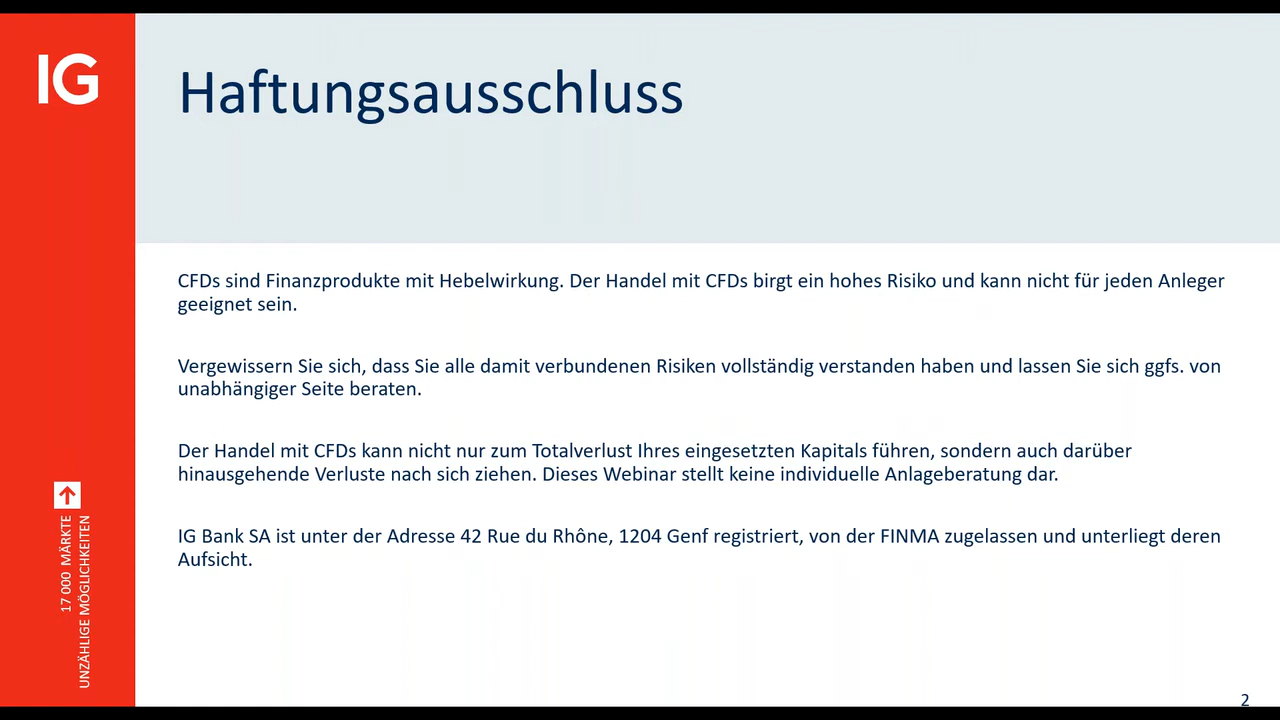 IG
Haftungsausschluss
CFDs sind Finanzprodukte mit Hebelwirkung. Der Handel mit CFDs birgt ein hohes Risiko und kann nicht für jeden Anleger
geeignet sein.
Vergewissern Sie sich, dass Sie alle damit verbundenen Risiken vollständig verstanden haben und lassen Sie sich ggfs. von
unabhängiger Seite beraten.
Der Handel mit CFDs kann nicht nur zum Totalverlust Ihres eingesetzten Kapitals führen, sondern auch darüber
hinausgehende Verluste nach sich ziehen. Dieses Webinar stellt keine individuelle Anlageberatung dar.
IG Bank SA ist unter der Adresse 42 Rue du Rhône, 1204 Genf registriert, von der FINMA zugelassen und unterliegt deren
Aufsicht.
17 000 MÄRKTE
UNZÄHLIGE MÖGLICHKEITEN
2